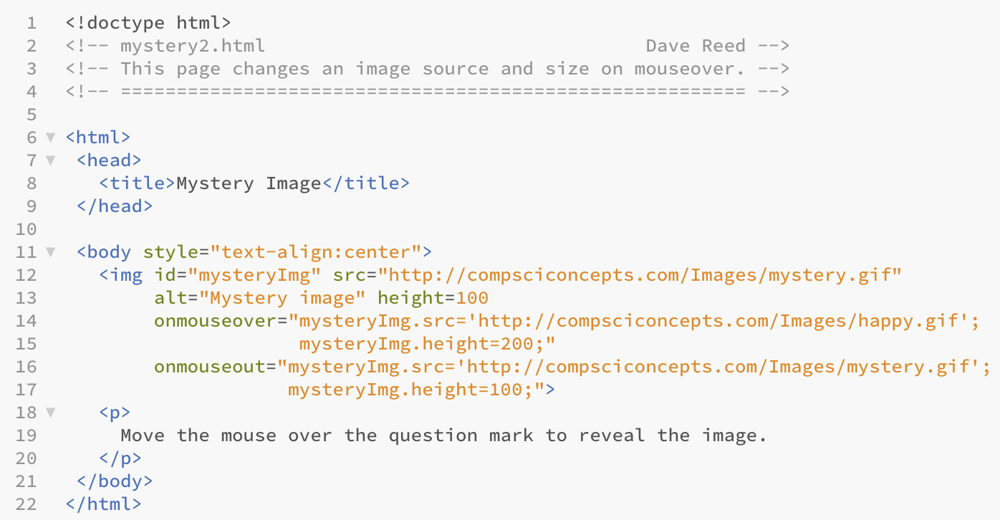 1 <!doctype html>
2 <!-- mystery2.html                                  Dave Reed -->
3 <!-- This page changes an image source and size on mouseover. -->
4 <!-- ======================================================== -->
5
6 ▼ <html>
7 ▼  <head>
8      <title>Mystery Image</title>
9    </head>
10
11 ▼  <body style="text-align:center">
12     <img id="mysteryImg" src="http://compsciconcepts.com/Images/mystery.gif"
13          alt="Mystery image" height=100
14          onmouseover="mysteryImg.src='http://compsciconcepts.com/Images/happy.gif';
15                       mysteryImg.height=200;"
16          onmouseout="mysteryImg.src='http://compsciconcepts.com/Images/mystery.gif';
17                      mysteryImg.height=100;">
18 ▼   <p>
19       Move the mouse over the question mark to reveal the image.
20     </p>
21   </body>
22  </html>